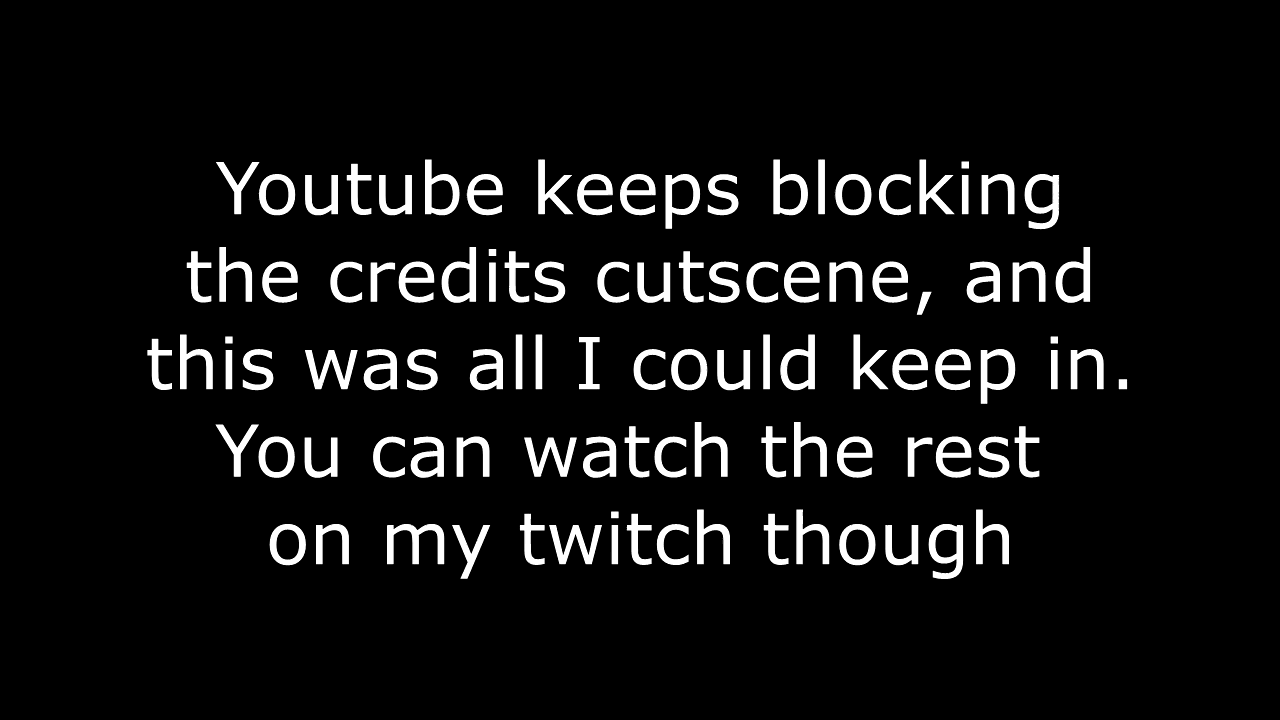 Youtube keeps blocking
the credits cutscene, and
this was all I could keep in.
You can watch the rest
on my twitch though